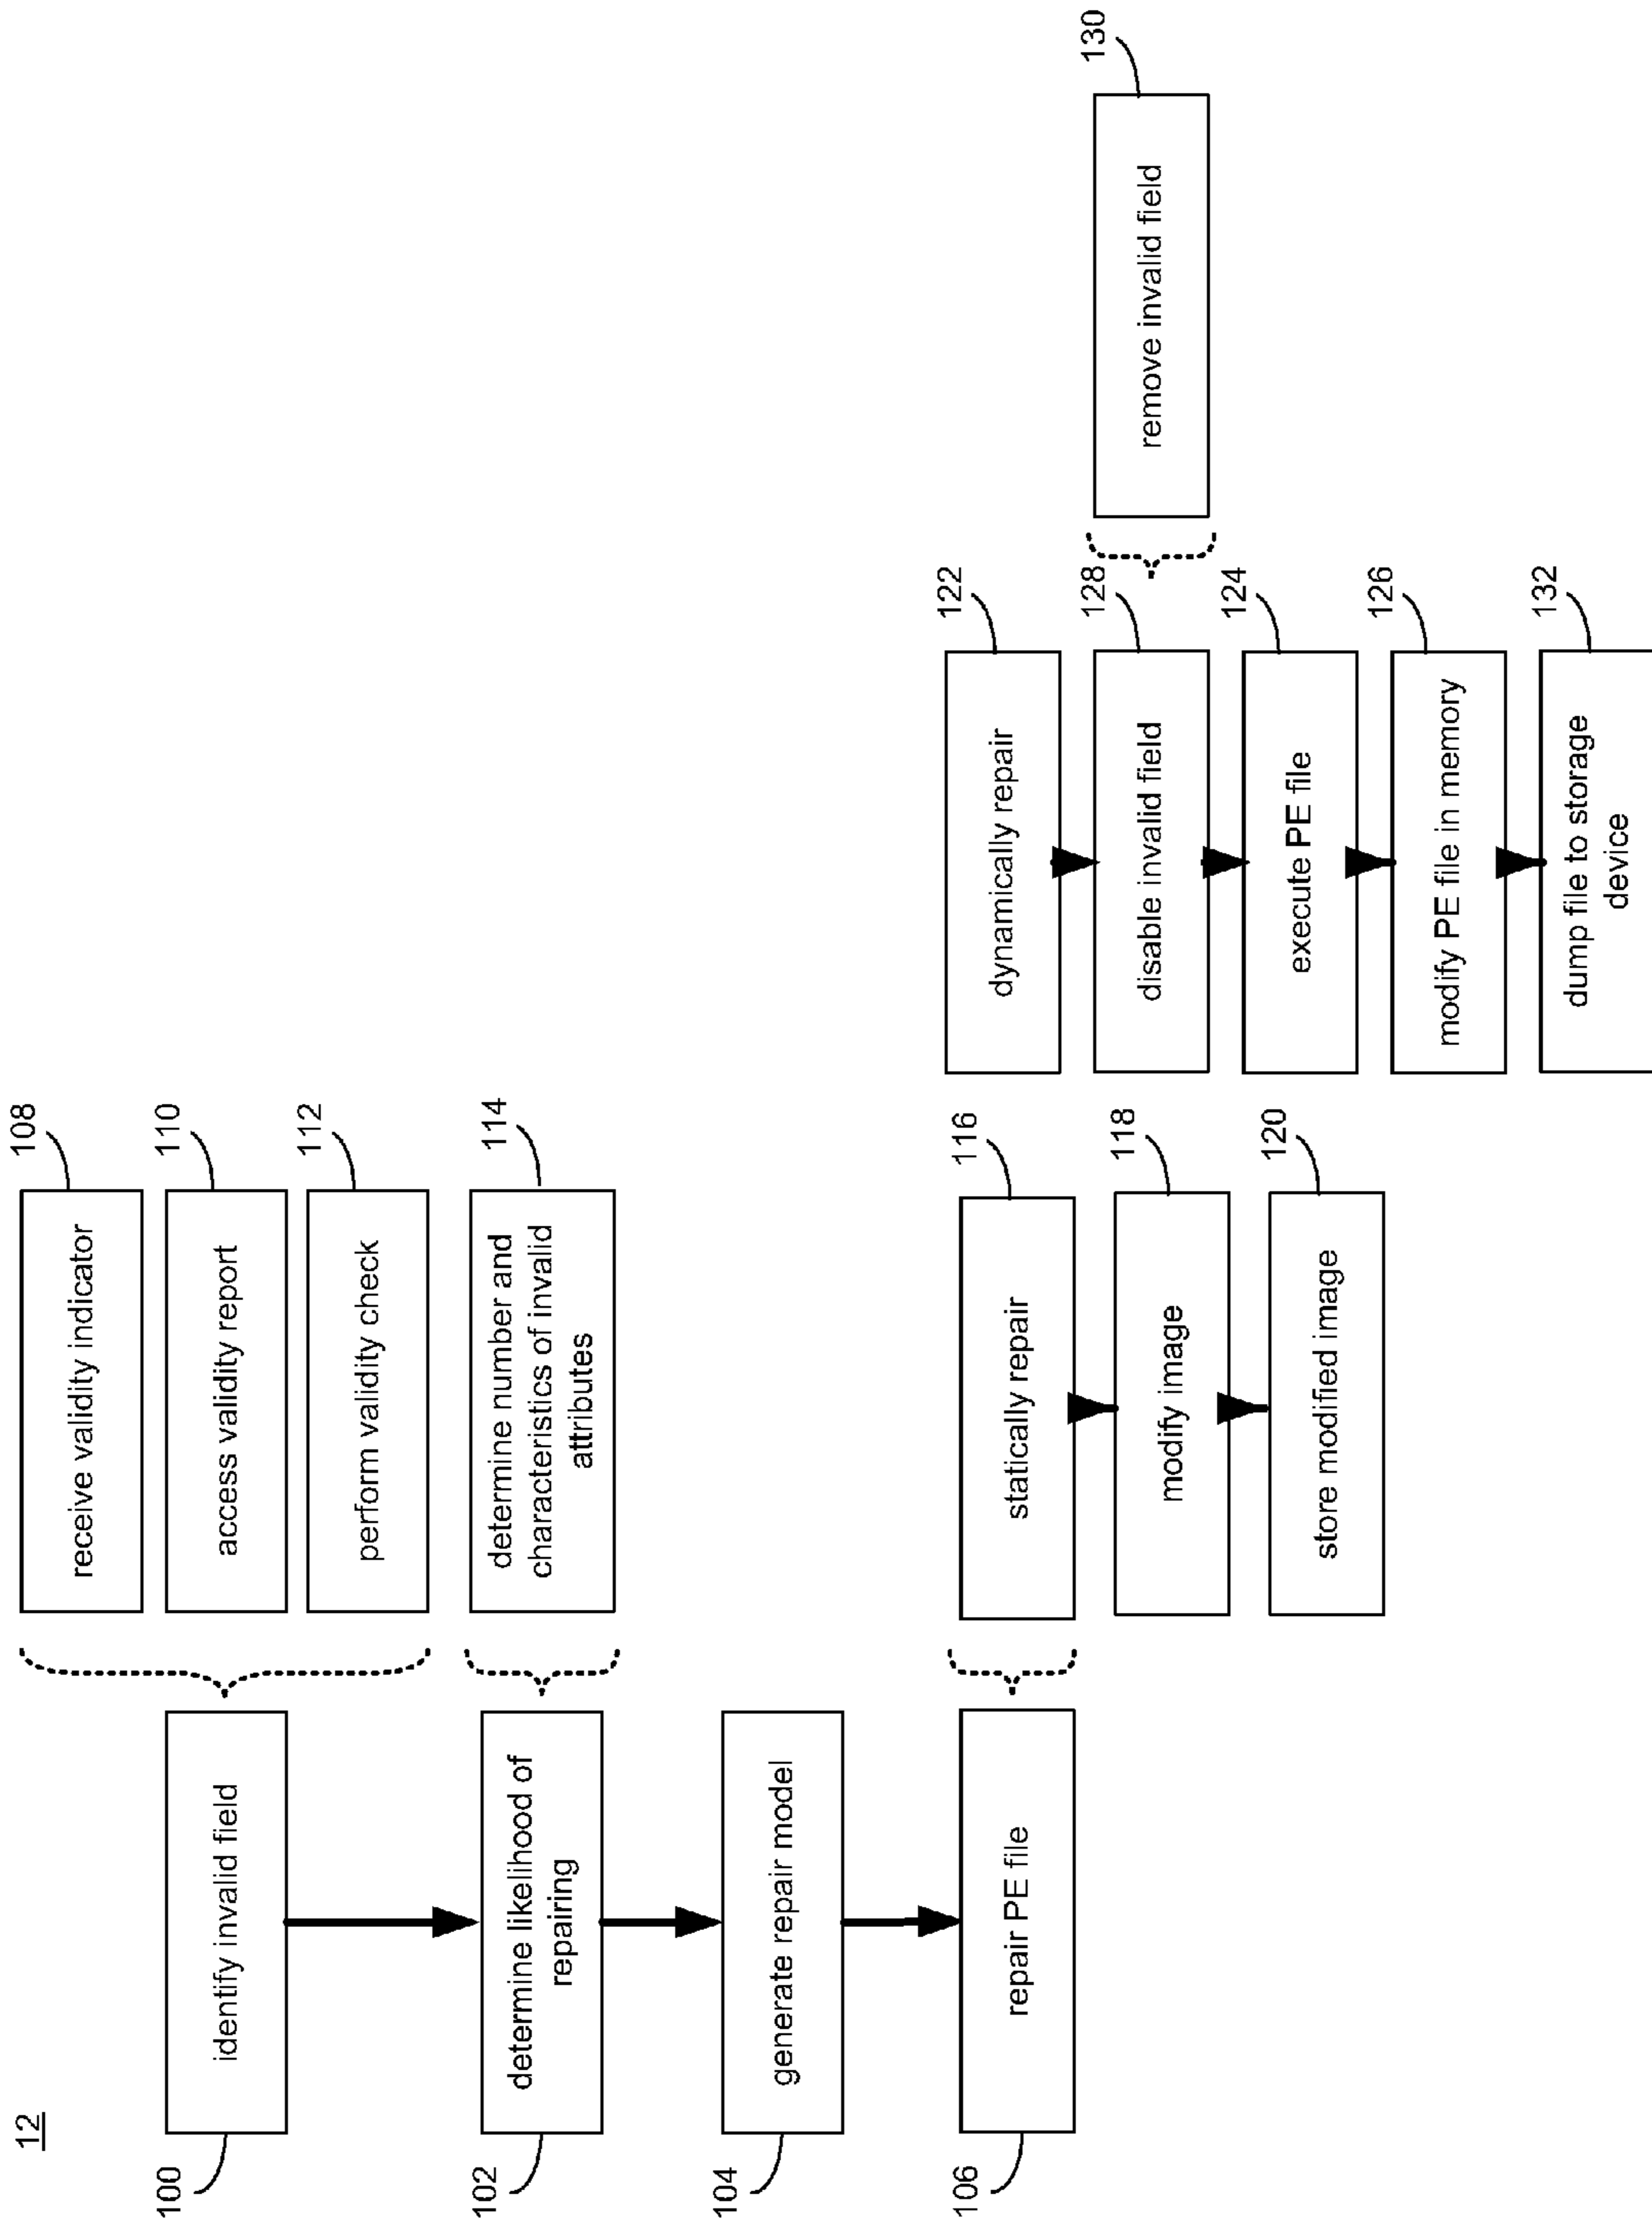 12
100
identify invalid field
108
receive validity indicator
110
access validity report
112
perform validity check
102
determine likelihood of
repairing
114
determine number and
characteristics of invalid
attributes
104
generate repair model
106
repair PE file
116
statically repair
118
modify image
120
store modified image
122
dynamically repair
128
disable invalid field
130
remove invalid field
124
execute PE file
126
modify PE file in memory
132
dump file to storage
device